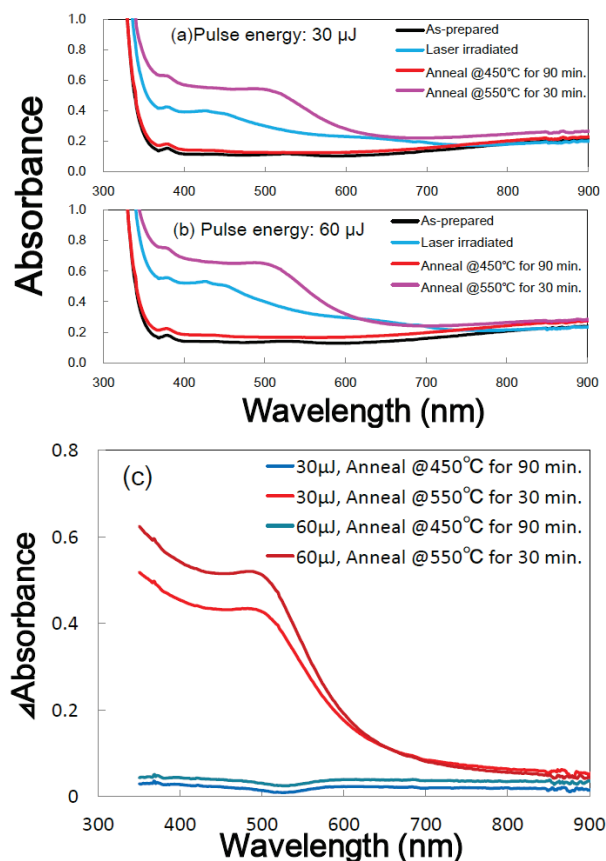 (a)Pulse energy: 30 µJ
As-prepared
Laser irradiated
Anneal @450℃ for 90 min.
Anneal @550℃ for 30 min.
1.0
0.8
0.6
0.4
0.2
0.0
300 400 500 600 700 800 900
(b) Pulse energy: 60 µJ
As-prepared
Laser irradiated
Anneal @450℃ for 90 min.
Anneal @550℃ for 30 min.
1.0
0.8
0.6
0.4
0.2
0.0
300 400 500 600 700 800 900
Absorbance
Wavelength (nm)
(c)
30µJ, Anneal @450℃ for 90 min.
30µJ, Anneal @550℃ for 30 min.
60µJ, Anneal @450℃ for 90 min.
60µJ, Anneal @550℃ for 30 min.
0.8
0.6
0.4
0.2
0
300 400 500 600 700 800 900
ΔAbsorbance
Wavelength (nm)